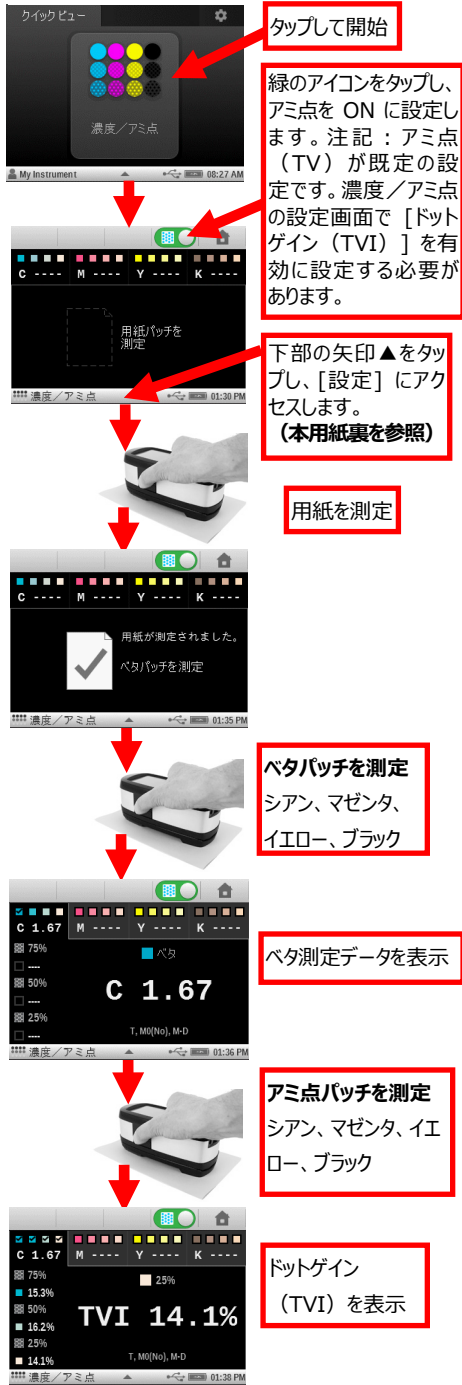 クイックビュー
濃度／アミ点
My Instrument
08:27 AM
タップして開始
緑のアイコンをタップし、
アミ点を ON に設定し
ます。注記：アミ点
（TV）が既定の設
定です。濃度／アミ点
の設定画面で [ドット
ゲイン（TVI）] を有
効に設定する必要が
あります。
C ---- M ---- Y ---- K ----
用紙パッチを
測定
濃度／アミ点
01:30 PM
下部の矢印▲をタッ
プし、[設定] にアク
セスします。
（本用紙裏を参照）
用紙を測定
C ---- M ---- Y ---- K ----
用紙が測定されました。
ベタパッチを測定
濃度／アミ点
01:35 PM
ベタパッチを測定
シアン、マゼンタ、
イエロー、ブラック
C 1.67 M ---- Y ---- K ----
75%
----
50%
----
25%
----
ベタ
C 1.67
T, M0(No), M-D
濃度／アミ点
01:36 PM
ベタ測定データを表示
アミ点パッチを測定
シアン、マゼンタ、イエ
ロー、ブラック
C 1.67 M ---- Y ---- K ----
75%
15.3%
50%
16.2%
25%
14.1%
25%
TVI 14.1%
T, M0(No), M-D
濃度／アミ点
01:38 PM
ドットゲイン
（TVI）を表示